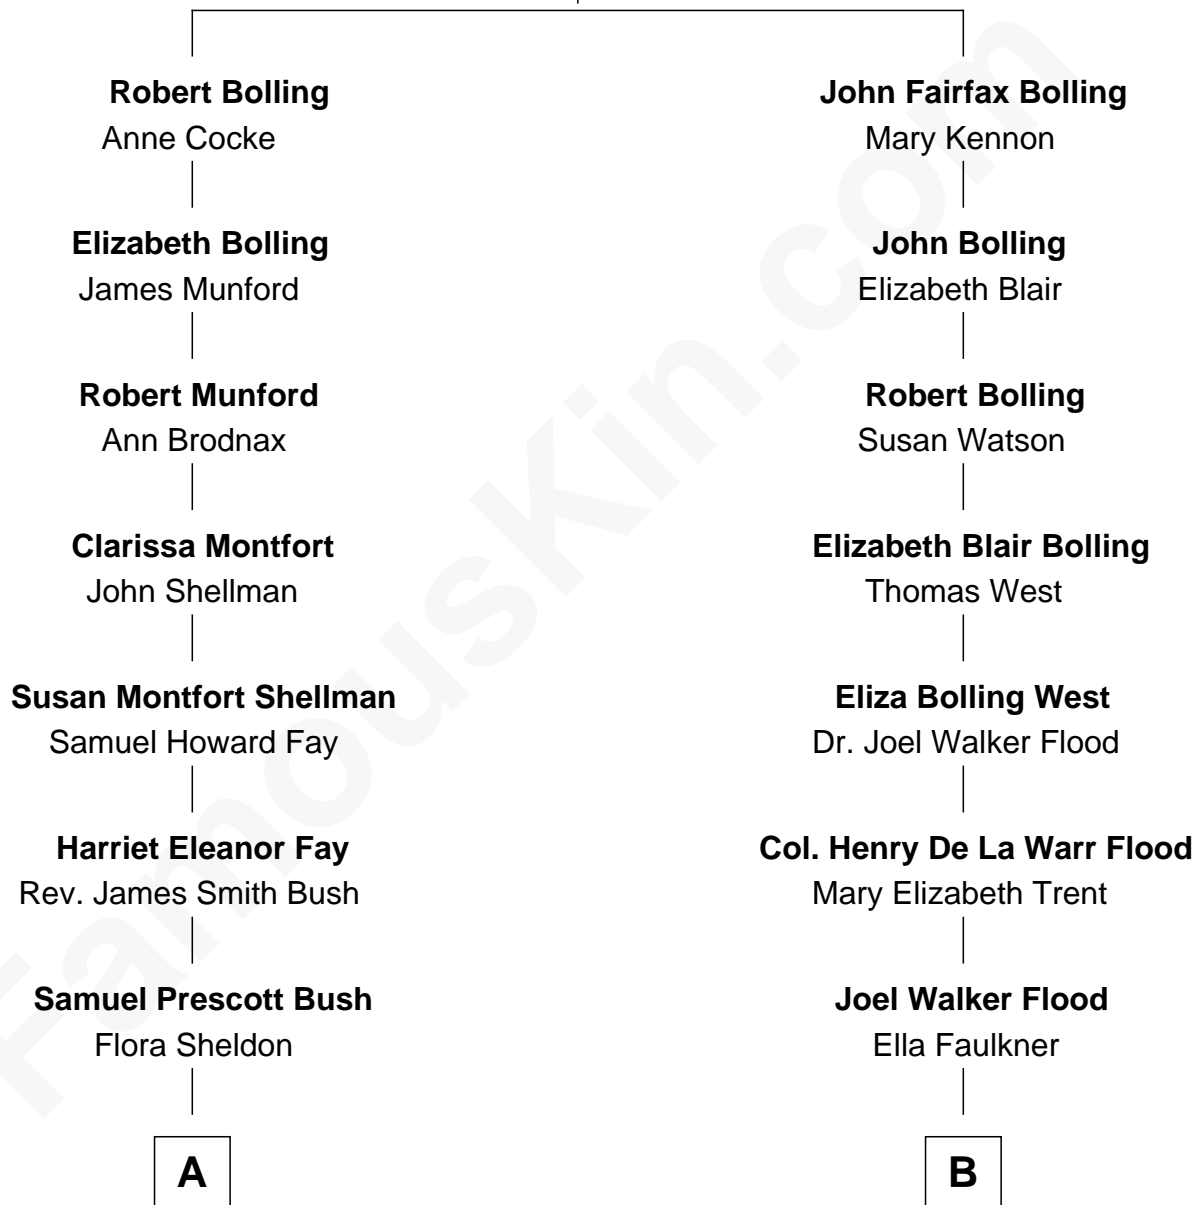 Robert Bolling
Anne Cocke
Elizabeth Bolling
James Munford
Robert Munford
Ann Brodnax
Clarissa Montfort
John Shellman
Susan Montfort Shellman
Samuel Howard Fay
Harriet Eleanor Fay
Rev. James Smith Bush
Samuel Prescott Bush
Flora Sheldon
A
John Fairfax Bolling
Mary Kennon
John Bolling
Elizabeth Blair
Robert Bolling
Susan Watson
Elizabeth Blair Bolling
Thomas West
Eliza Bolling West
Dr. Joel Walker Flood
Col. Henry De La Warr Flood
Mary Elizabeth Trent
Joel Walker Flood
Ella Faulkner
B
FamousKin.com